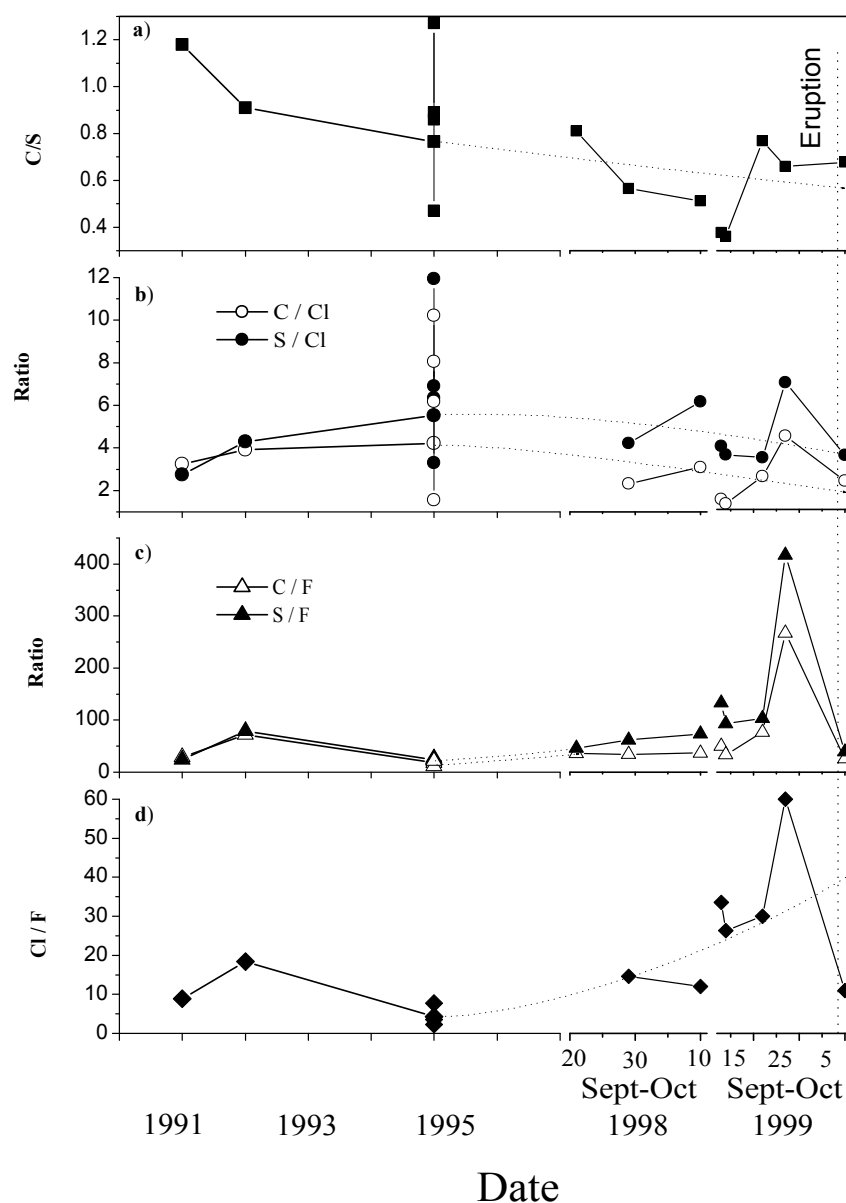 a)
1.2
1.0
0.8
0.6
0.4
C/S
Eruption
b)
12
10
8
6
4
2
Ratio
C / Cl
S / Cl
c)
400
300
200
100
0
Ratio
C / F
S / F
d)
60
50
40
30
20
10
0
Cl / F
20 30 10 15 25 5
Sept-Oct Sept-Oct
1991 1993 1995 1998 1999
Date